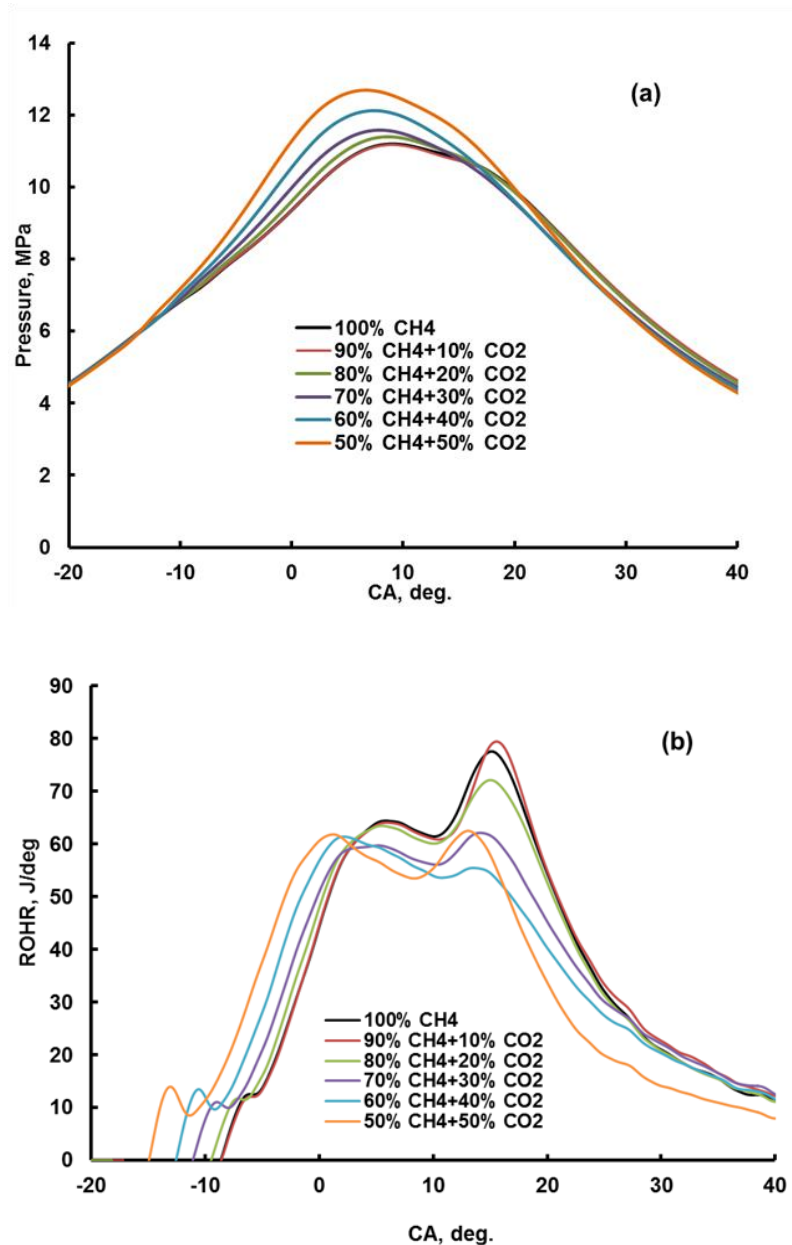 14
(a)
12
10
8
6
4
2
0
Pressure, MPa
100% CH4
90% CH4+10% CO2
80% CH4+20% CO2
70% CH4+30% CO2
60% CH4+40% CO2
50% CH4+50% CO2
-20 -10 0 10 20 30 40
CA, deg.
90
(b)
80
70
60
50
40
30
20
10
0
ROHR, J/deg
100% CH4
90% CH4+10% CO2
80% CH4+20% CO2
70% CH4+30% CO2
60% CH4+40% CO2
50% CH4+50% CO2
-20 -10 0 10 20 30 40
CA, deg.